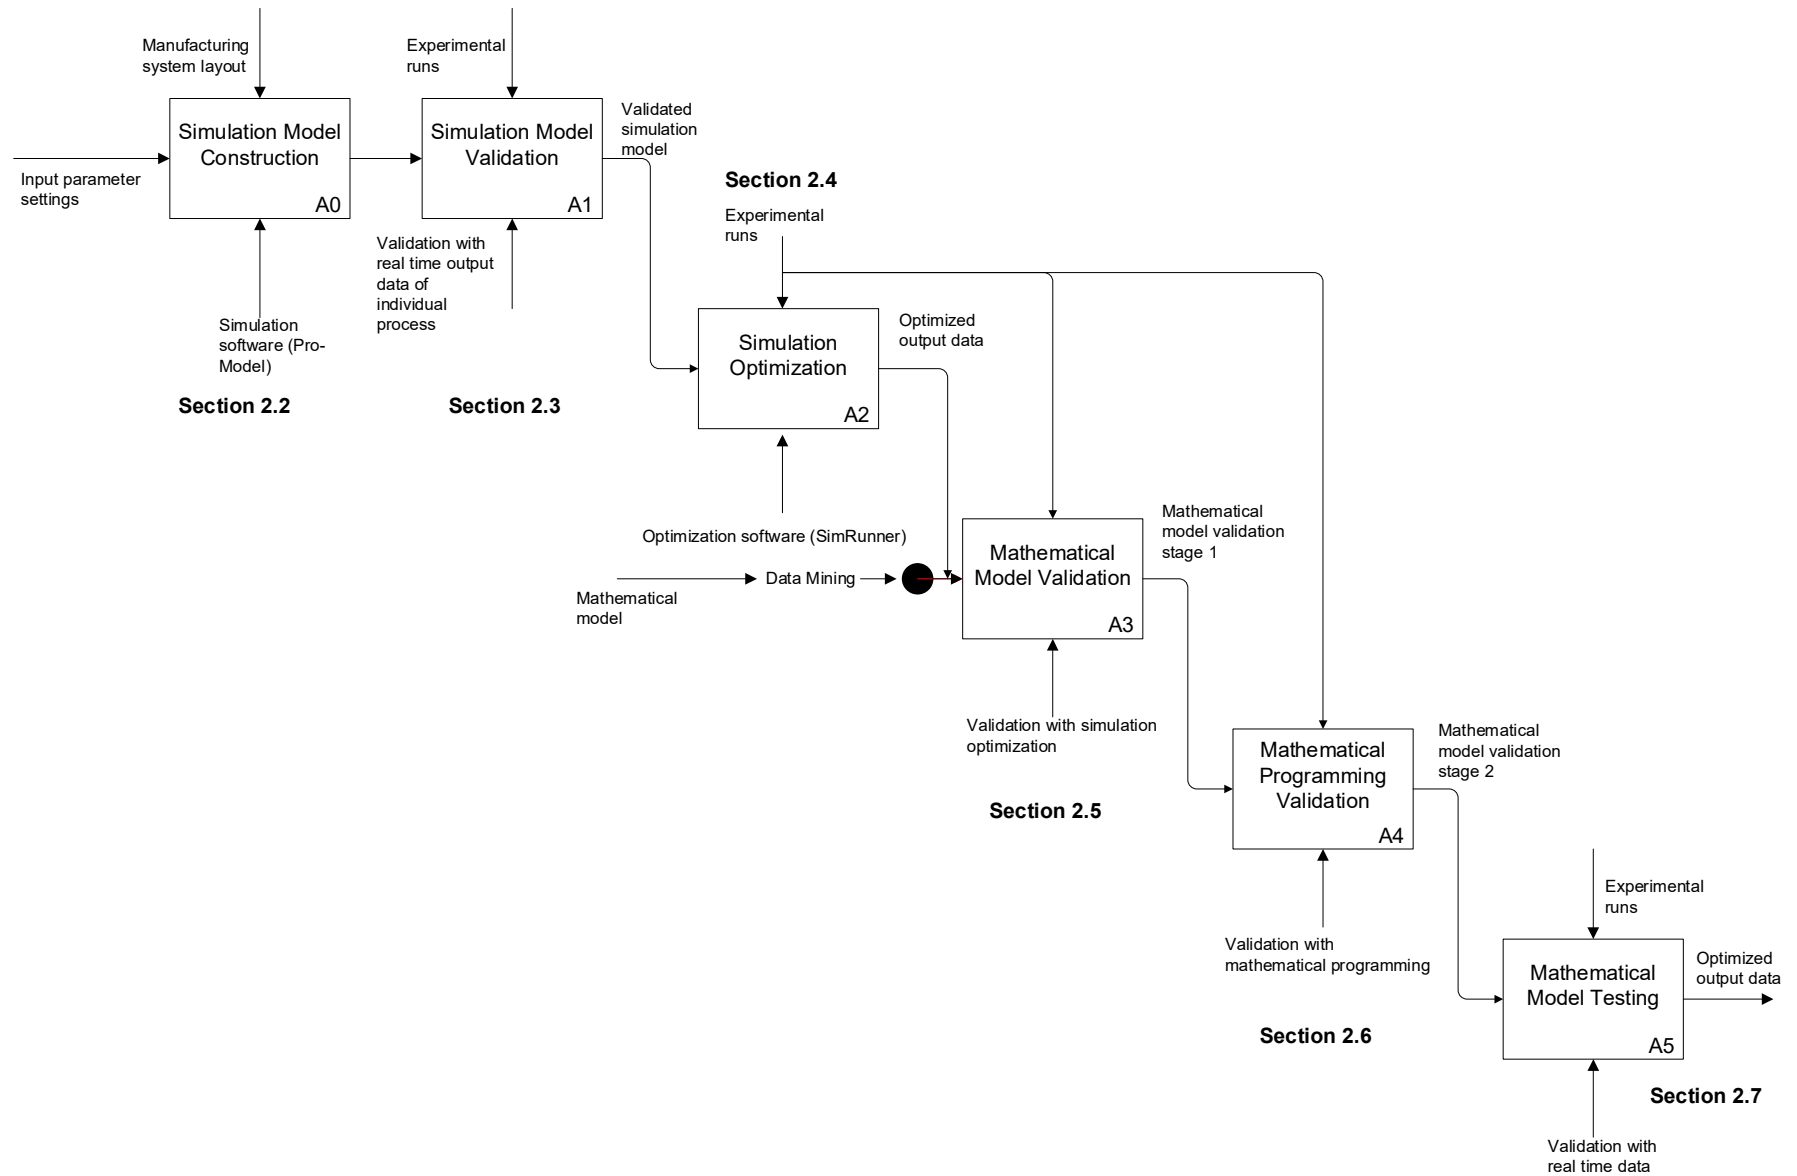 Manufacturing
system layout
Experimental
runs
Simulation Model
Construction
A0
Simulation Model
Validation
A1
Validated
simulation
model
Input parameter
settings
Section 2.4
Experimental
runs
Validation with
real time output
data of
individual
process
Simulation
software (Pro-
Model)
Section 2.2
Section 2.3
Simulation
Optimization
A2
Optimized
output data
Optimization software (SimRunner)
Mathematical
model
Data Mining
Mathematical
Model Validation
A3
Mathematical
model validation
stage 1
Validation with simulation
optimization
Section 2.5
Mathematical
Programming
Validation
A4
Mathematical
model validation
stage 2
Validation with
mathematical programming
Section 2.6
Experimental
runs
Mathematical
Model Testing
A5
Optimized
output data
Section 2.7
Validation with
real time data